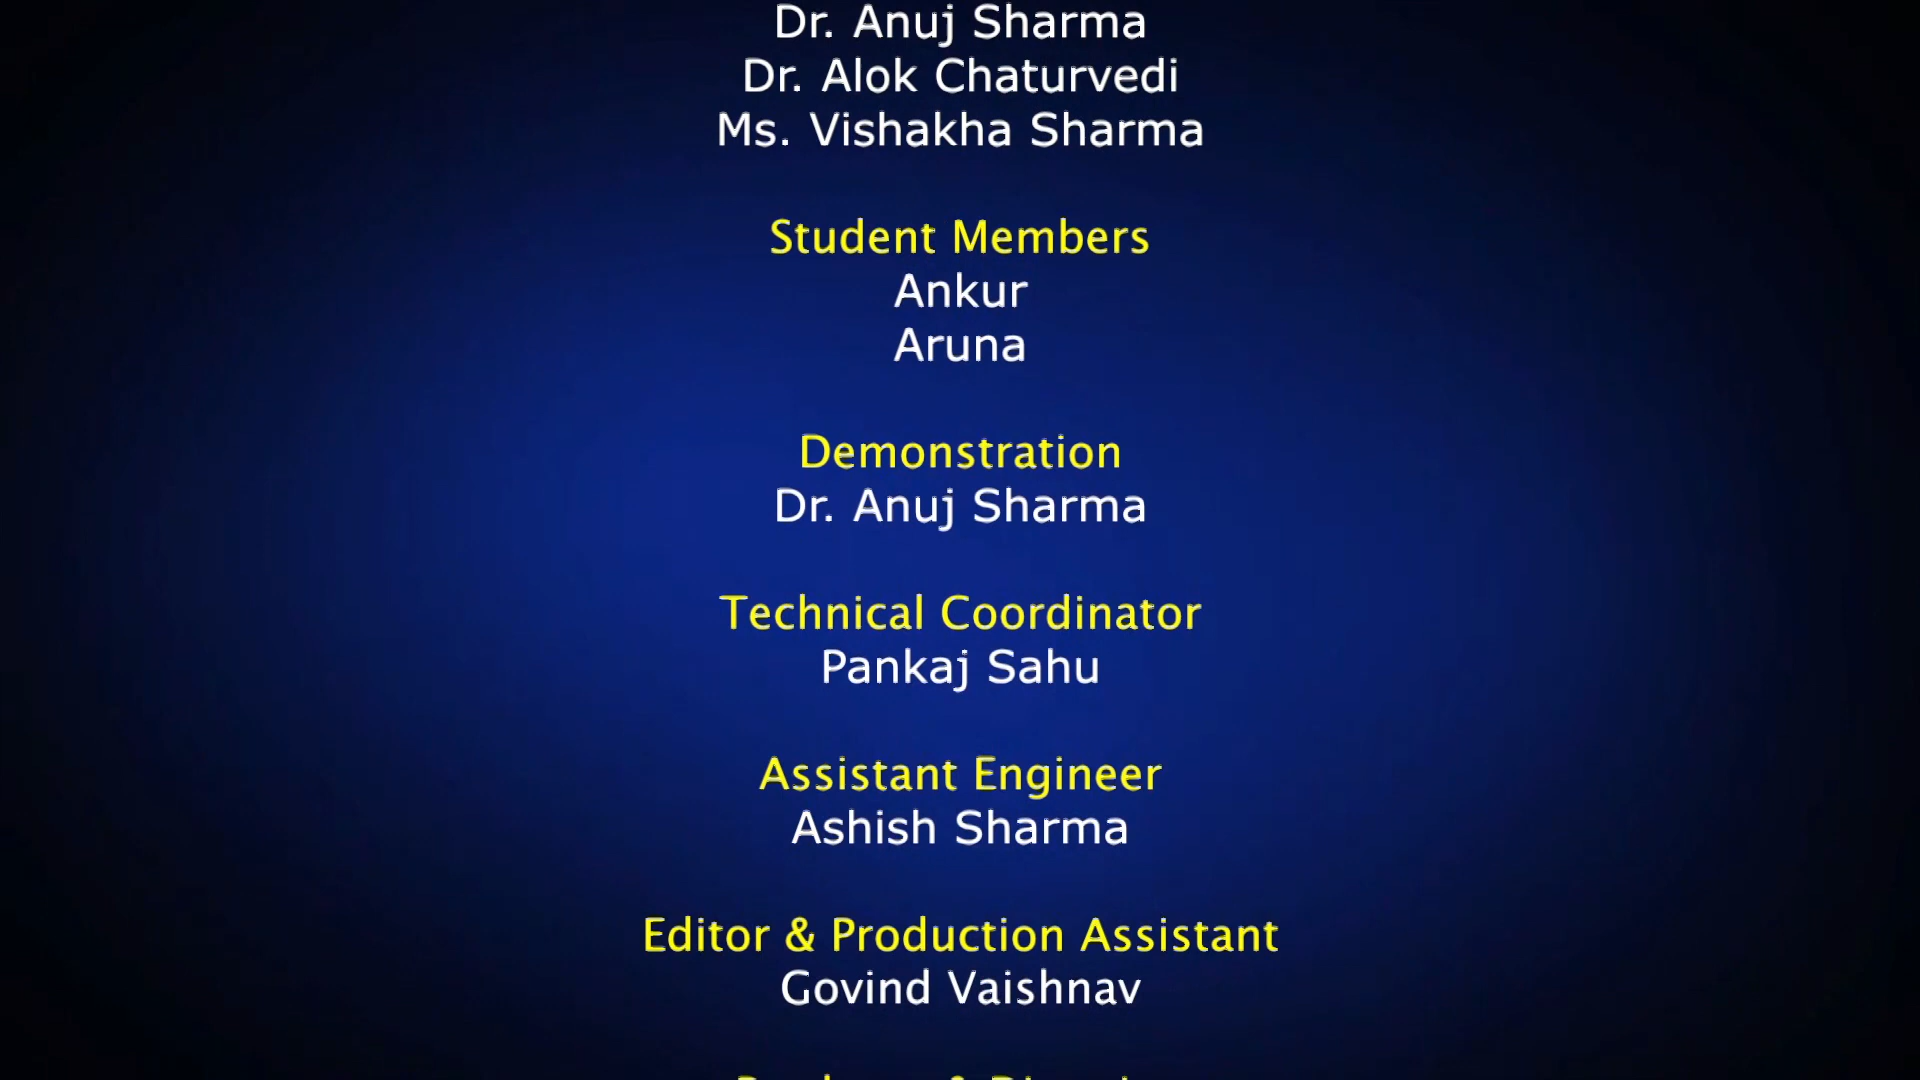 Dr. Anuj Sharma
Dr. Alok Chaturvedi
Ms. Vishakha Sharma
Student Members
Ankur
Aruna
Demonstration
Dr. Anuj Sharma
Technical Coordinator
Pankaj Sahu
Assistant Engineer
Ashish Sharma
Editor & Production Assistant
Govind Vaishnav